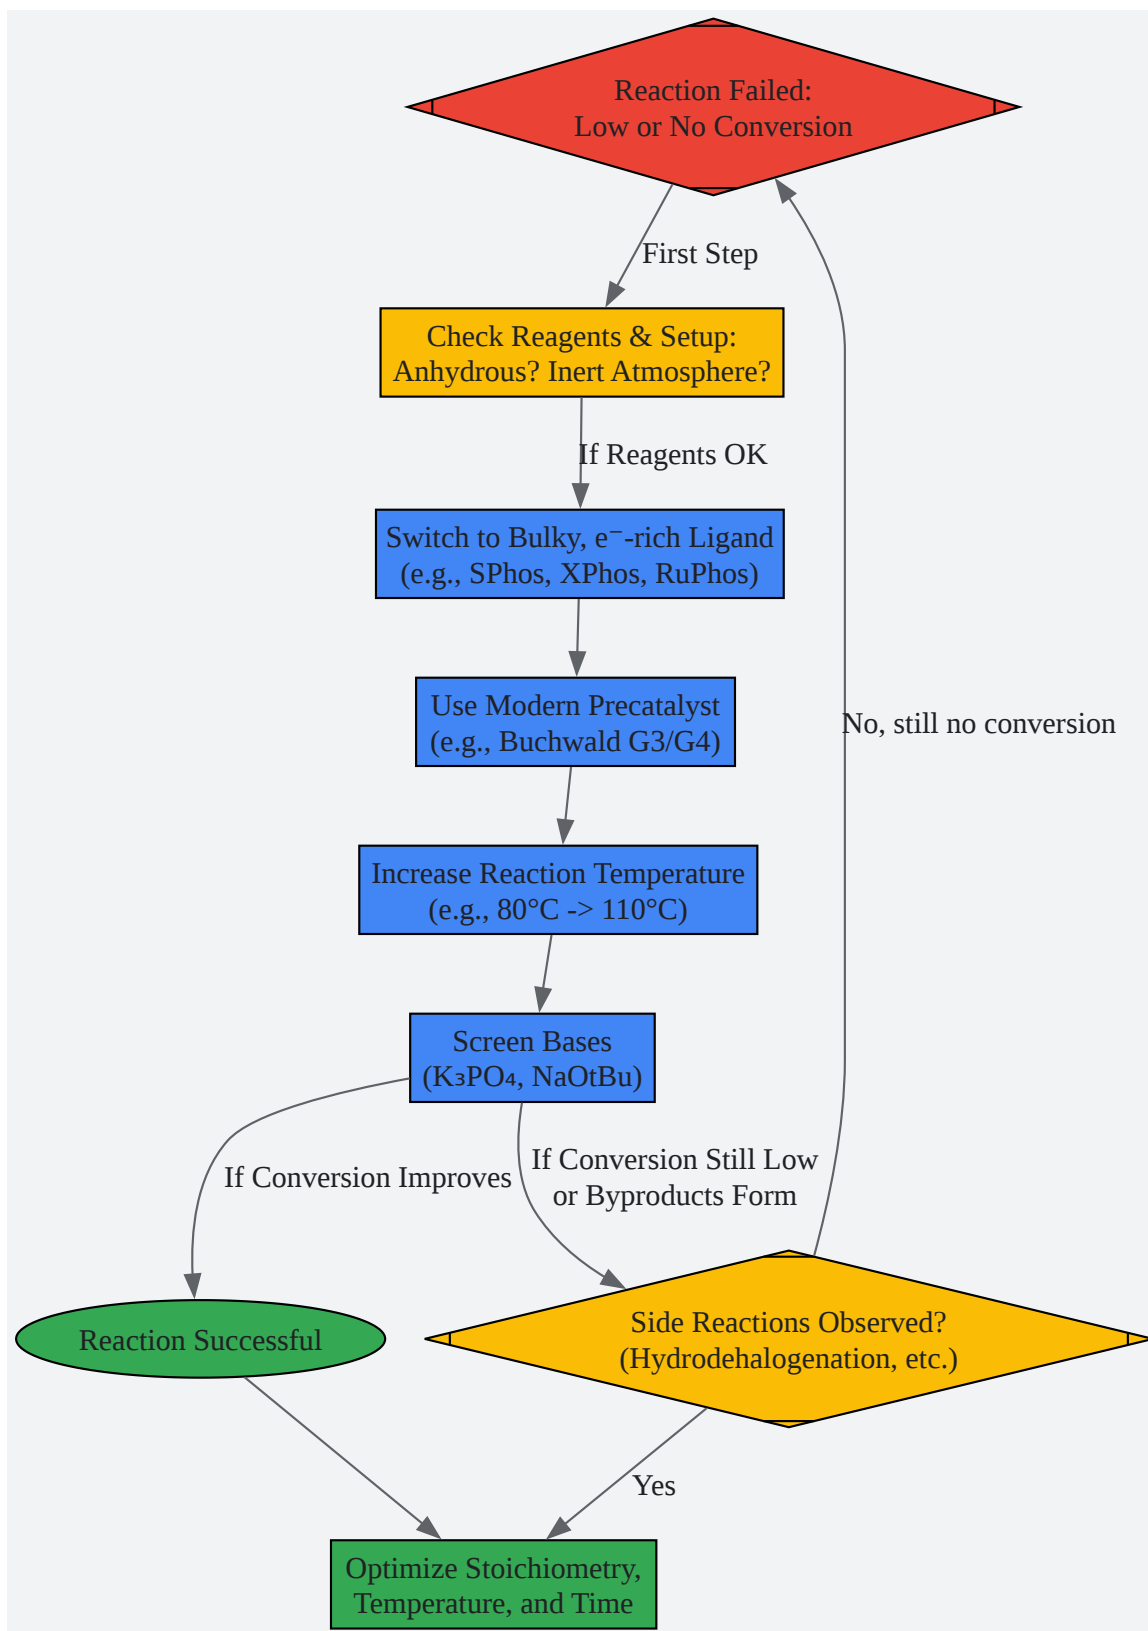 Reaction Failed:
Low or No Conversion
First Step
Check Reagents & Setup:
Anhydrous? Inert Atmosphere?
If Reagents OK
Switch to Bulky, e⁻-rich Ligand
(e.g., SPhos, XPhos, RuPhos)
Use Modern Precatalyst
(e.g., Buchwald G3/G4)
No, still no conversion
Increase Reaction Temperature
(e.g., 80°C -> 110°C)
Screen Bases
(K₃PO₄, NaOtBu)
If Conversion Improves
If Conversion Still Low
or Byproducts Form
Reaction Successful
Side Reactions Observed?
(Hydrodehalogenation, etc.)
Yes
Optimize Stoichiometry,
Temperature, and Time